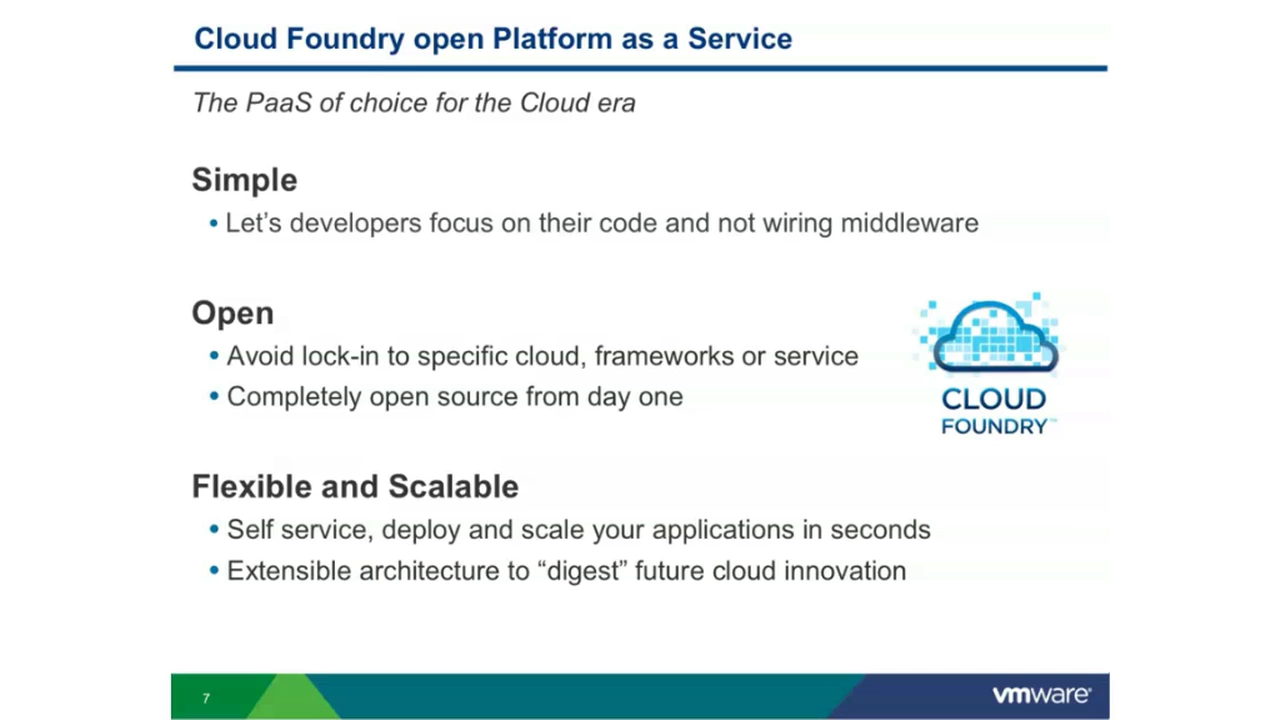 Cloud Foundry open Platform as a Service
The PaaS of choice for the Cloud era
Simple
• Let's developers focus on their code and not wiring middleware
Open
• Avoid lock-in to specific cloud, frameworks or service
• Completely open source from day one
CLOUD
FOUNDRY™
Flexible and Scalable
• Self service, deploy and scale your applications in seconds
• Extensible architecture to “digest” future cloud innovation
7
vmware®